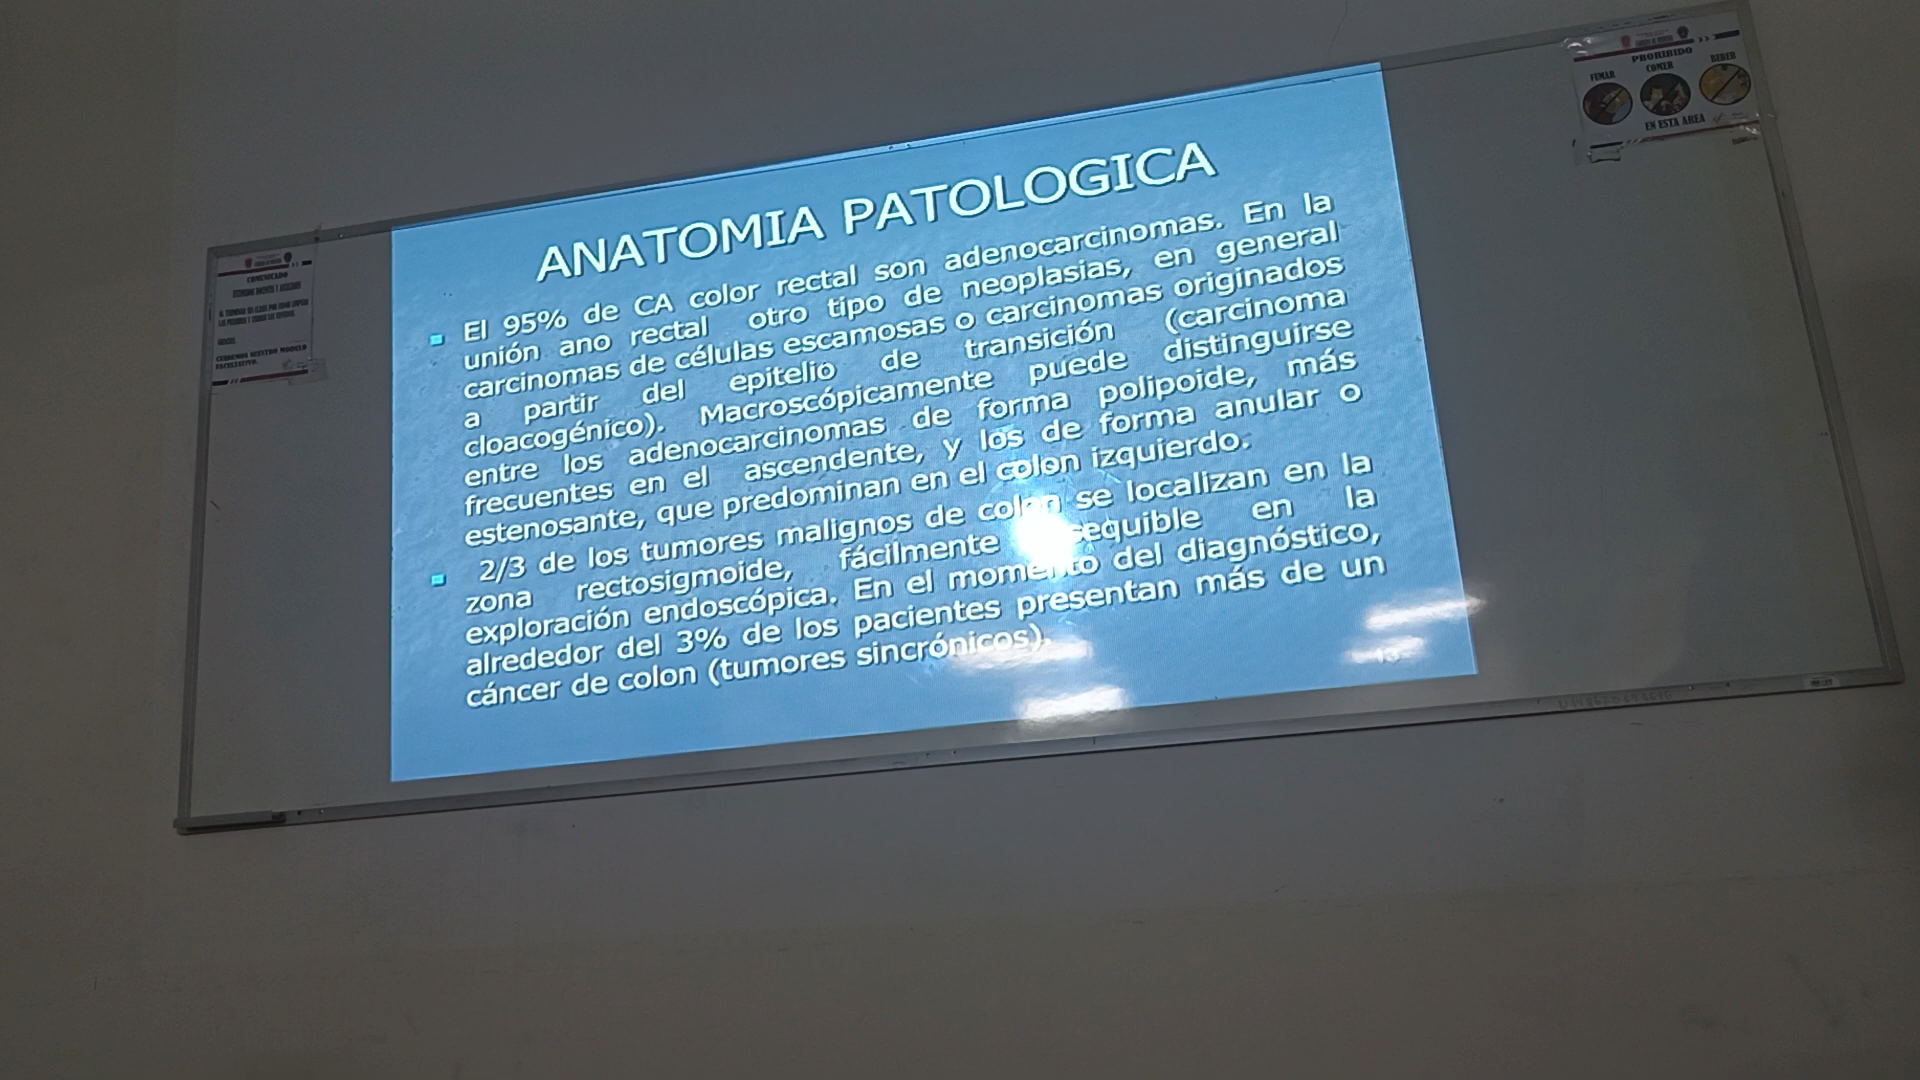 ANATOMIA PATOLOGICA
El 95% de CA color rectal son adenocarcinomas. En la
unión ano rectal otro tipo de neoplasias, en general
carcinomas de células escamosas o carcinomas originados
a partir del epitelio de transición (carcinoma
cloacogénico). Macroscópicamente puede distinguirse
entre los adenocarcinomas de forma polipoide, más
frecuentes en el ascendente, y los de forma anular o
estenosante, que predominan en el colon izquierdo.
2/3 de los tumores malignos de colon se localizan en la
zona rectosigmoide, fácilmente sequible en la
exploración endoscópica. En el momento del diagnóstico,
alrededor del 3% de los pacientes presentan más de un
cáncer de colon (tumores sincrónicos).
13
COMUNICADO
PROHIBIDO
FUMAR COMER BEBER
EN ESTA AREA